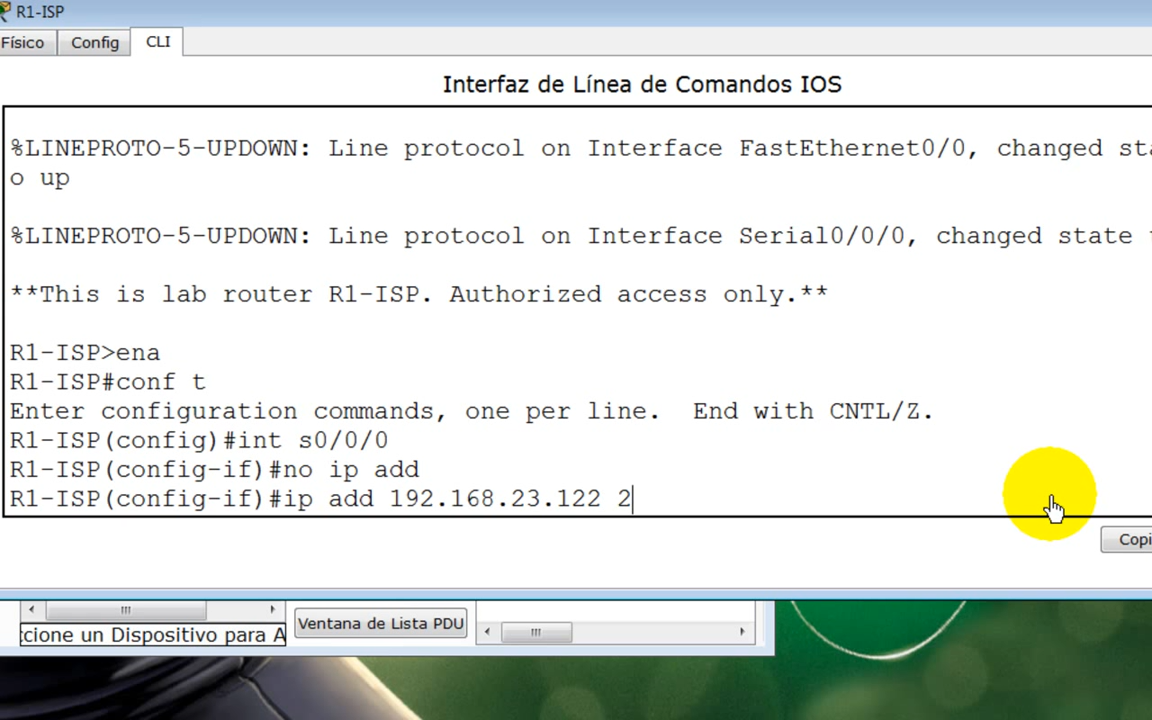 R1-ISP
Físico Config CLI
Interfaz de Línea de Comandos IOS
%LINEPROTO-5-UPDOWN: Line protocol on Interface FastEthernet0/0, changed sta
o up
%LINEPROTO-5-UPDOWN: Line protocol on Interface Serial0/0/0, changed state
**This is lab router R1-ISP. Authorized access only.**
R1-ISP>ena
R1-ISP#conf t
Enter configuration commands, one per line.  End with CNTL/Z.
R1-ISP(config)#int s0/0/0
R1-ISP(config-if)#no ip add
R1-ISP(config-if)#ip add 192.168.23.122 2
Copi
Ventana de Lista PDU
ccione un Dispositivo para A